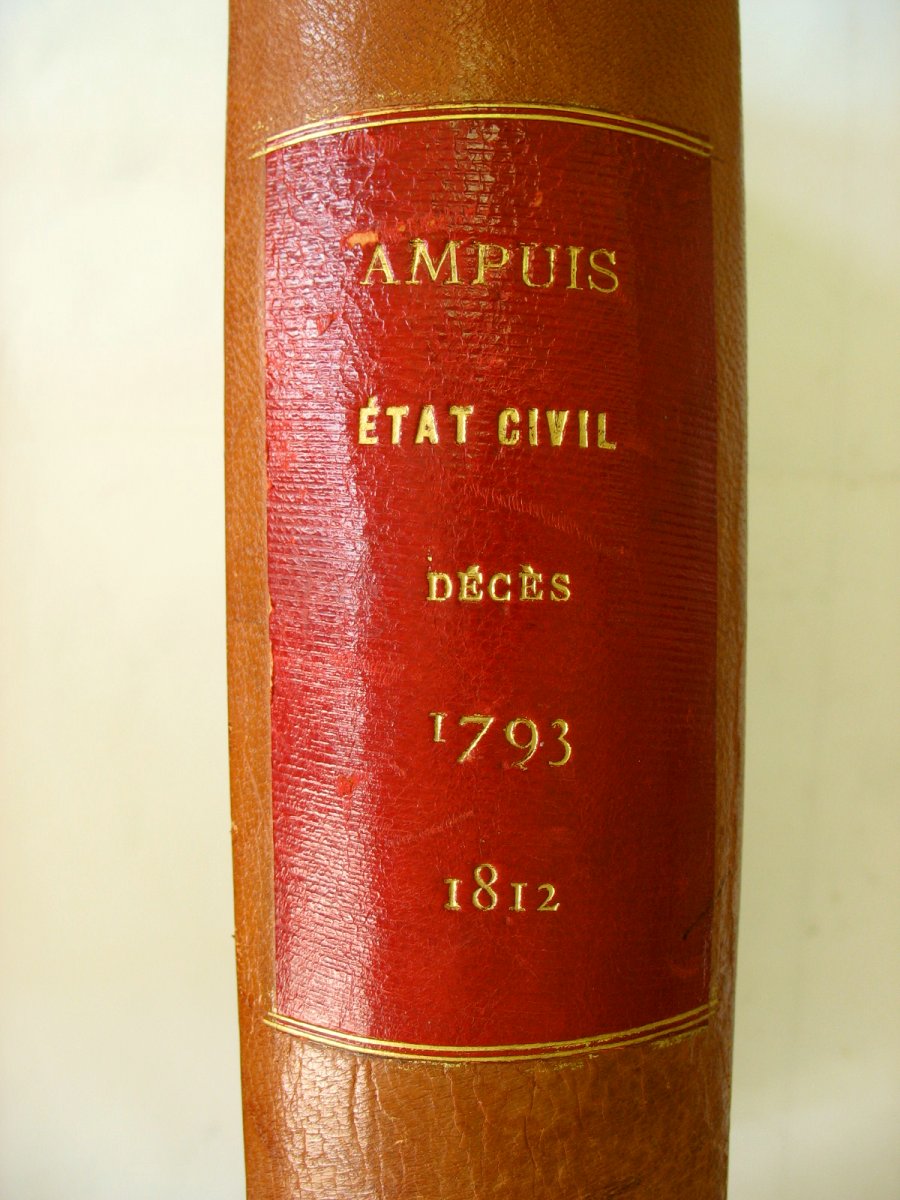 AMPUIS
ÉTAT CIVIL
DÉCÈS
1793
1812